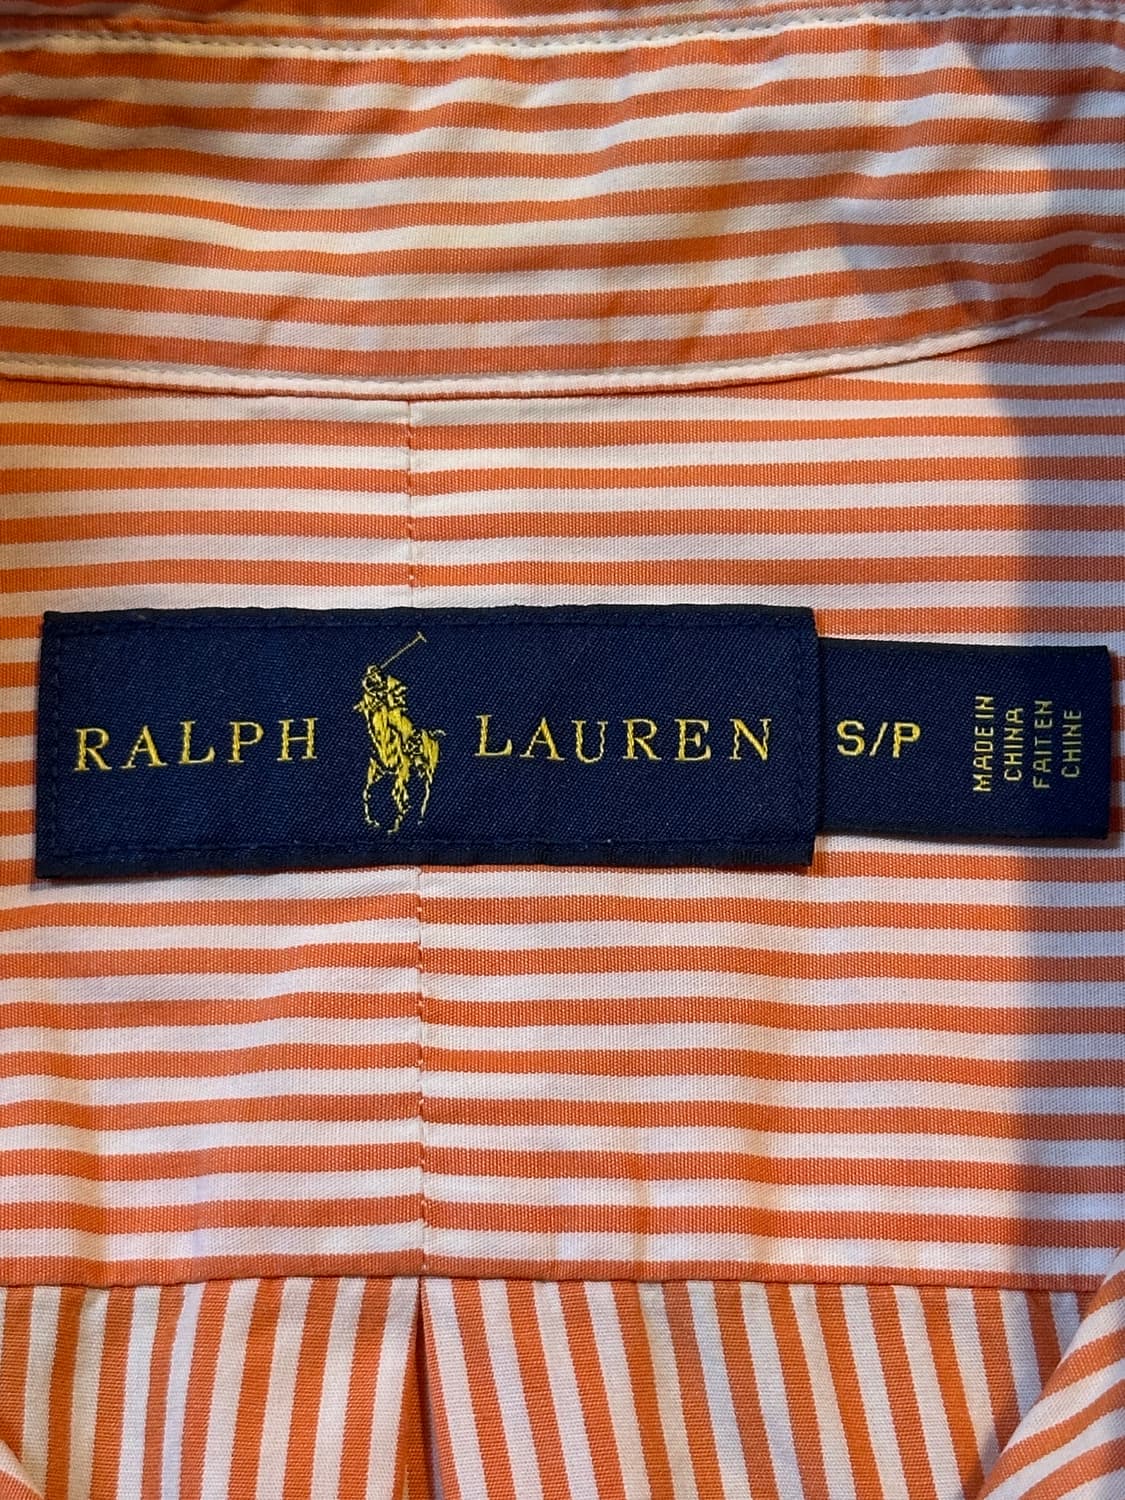 RALPH LAUREN
S/P
MADE IN
CHINA
FAIT EN
CHINE